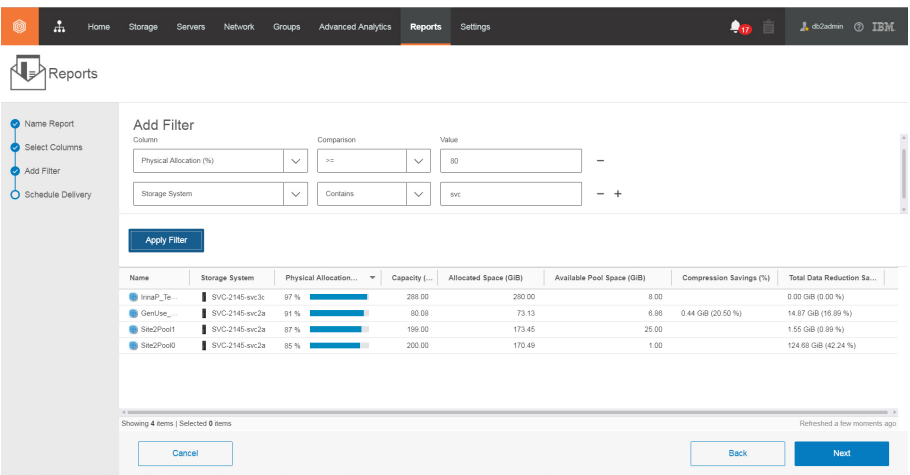 Home Storage Servers Network Groups Advanced Analytics Reports Settings 17 db2admin IBM
Reports
Name Report
Select Columns
Add Filter
Schedule Delivery
Add Filter
Column Comparison Value
Physical Allocation (%) >= 80
Storage System Contains svc
Apply Filter
Name Storage System Physical Allocation... Capacity (... Allocated Space (GiB) Available Pool Space (GiB) Compression Savings (%) Total Data Reduction Sa...
IrinaP_Te... SVC-2145-svc3c 97 % 288.00 280.00 8.00 0.00 GiB (0.00 %)
GenUse_... SVC-2145-svc2a 91 % 80.08 73.13 6.86 0.44 GiB (20.50 %) 14.87 GiB (16.89 %)
Site2Pool1 SVC-2145-svc2a 87 % 199.00 173.45 25.00 1.55 GiB (0.89 %)
Site2Pool0 SVC-2145-svc2a 85 % 200.00 170.49 1.00 124.68 GiB (42.24 %)
Showing 4 items | Selected 0 items Refreshed a few moments ago
Cancel Back Next